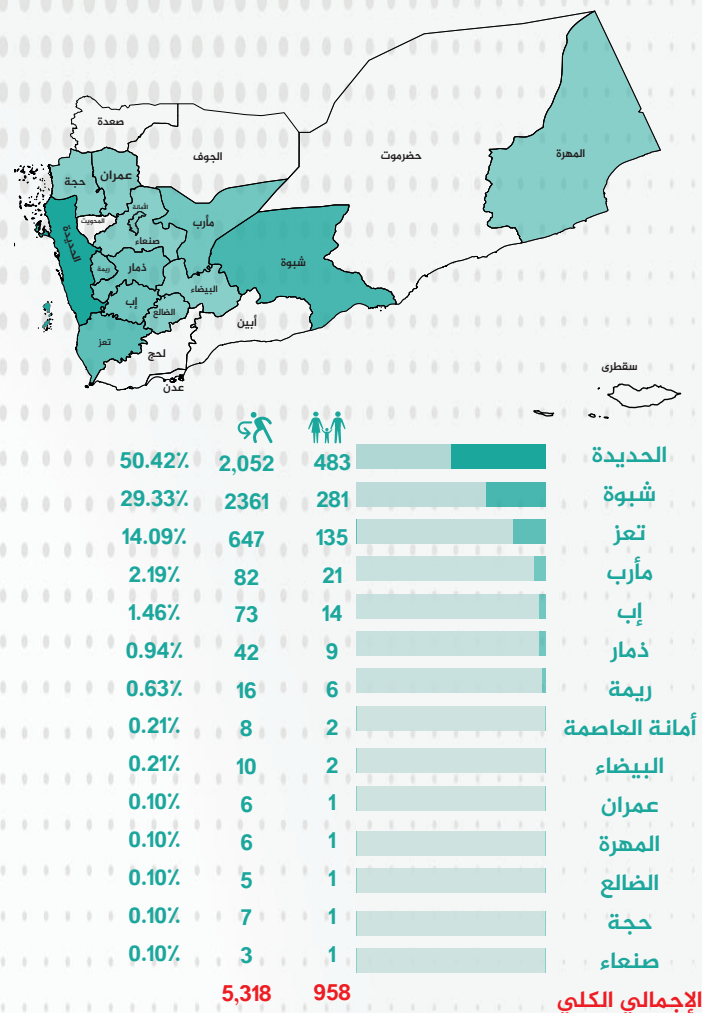 صعدة
الجوف
حضرموت
المهرة
حجة
عمران
الأمانة
المحويت
صنعاء
مأرب
الحديدة
ريمة
ذمار
شبوة
البيضاء
إب
الضالع
أبين
تعز
لحج
عدن
سقطرى
الحديدة 483 2,052 50.42٪
شبوة 281 2361 29.33٪
تعز 135 647 14.09٪
مأرب 21 82 2.19٪
إب 14 73 1.46٪
ذمار 9 42 0.94٪
ريمة 6 16 0.63٪
أمانة العاصمة 2 8 0.21٪
البيضاء 2 10 0.21٪
عمران 1 6 0.10٪
المهرة 1 6 0.10٪
الضالع 1 5 0.10٪
حجة 1 7 0.10٪
صنعاء 1 3 0.10٪
الإجمالي الكلي 958 5,318